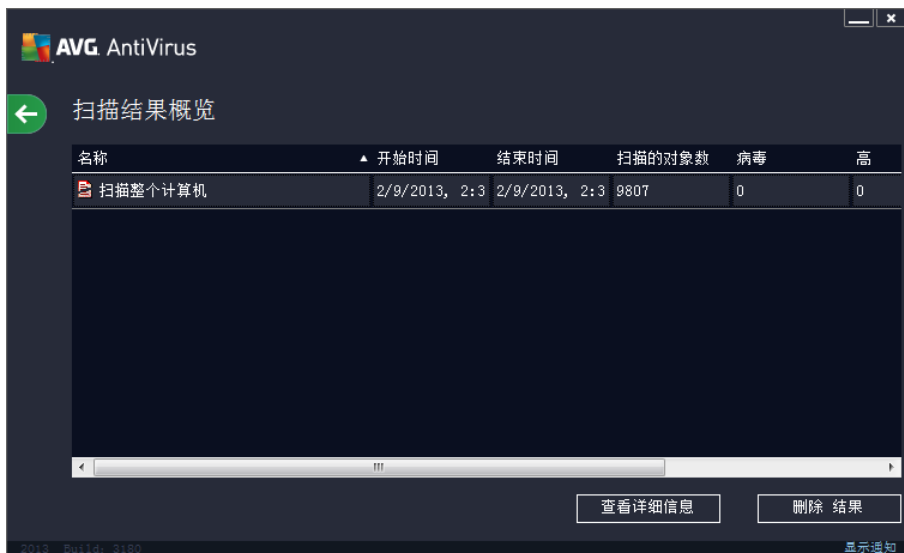 AVG. AntiVirus
扫描结果概览
名称 开始时间 结束时间 扫描的对象数 病毒 高
扫描整个计算机 2/9/2013, 2:3 2/9/2013, 2:3 9807 0 0
查看详细信息 删除 结果
2013 Build: 3180 显示通知